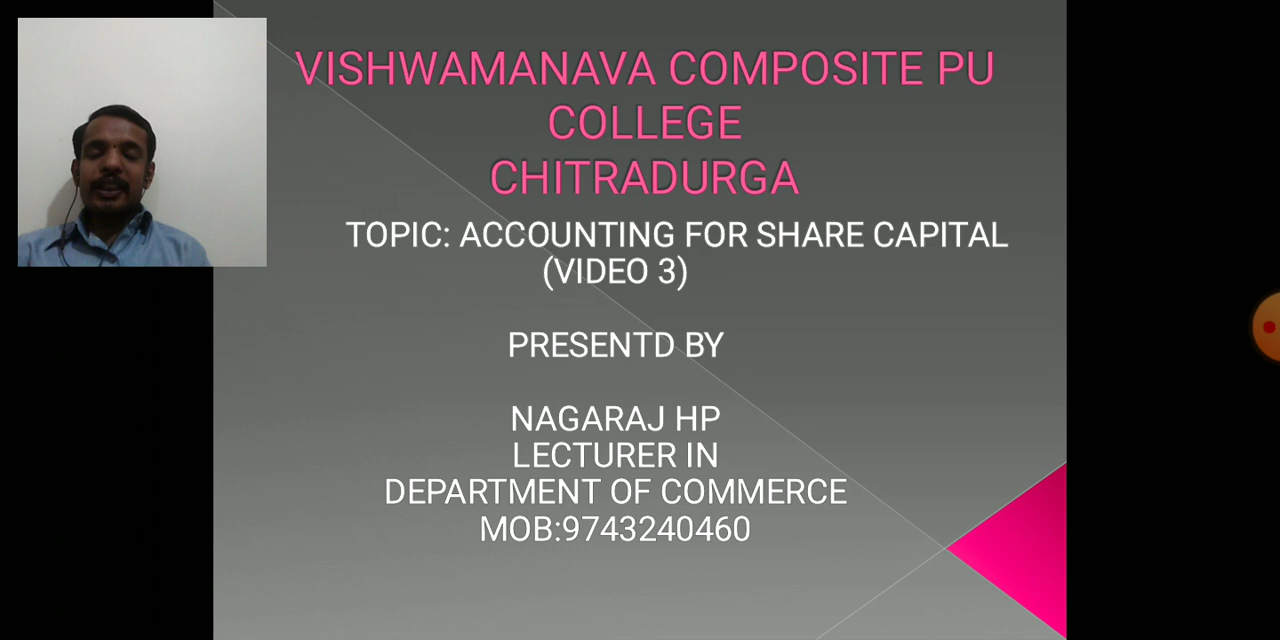 VISHWAMANAVA COMPOSITE PU
COLLEGE
CHITRADURGA
TOPIC: ACCOUNTING FOR SHARE CAPITAL
(VIDEO 3)
PRESENTD BY
NAGARAJ HP
LECTURER IN
DEPARTMENT OF COMMERCE
MOB:9743240460